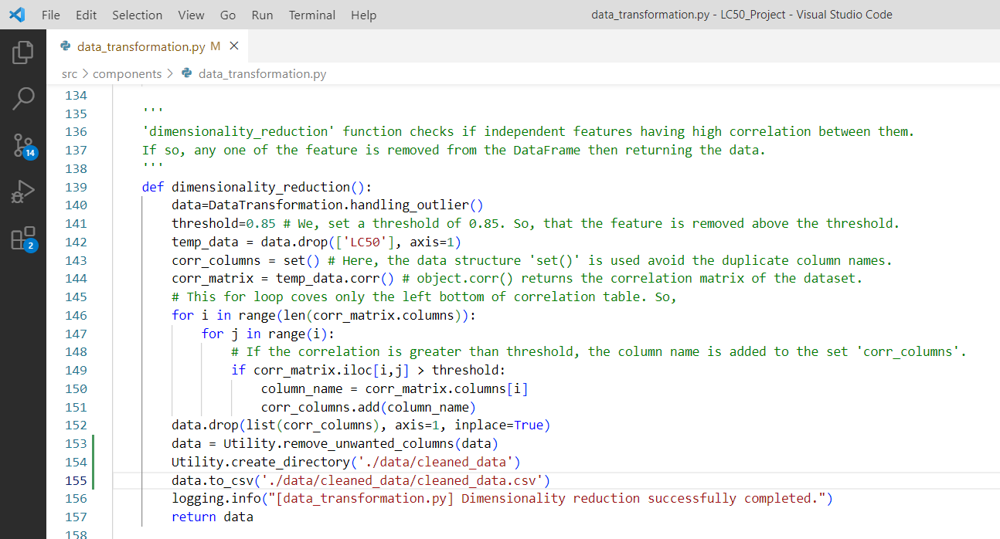 File Edit Selection View Go Run Terminal Help data_transformation.py - LC50_Project - Visual Studio Code
data_transformation.py M
src > components > data_transformation.py
134
135 '''
136 'dimensionality_reduction' function checks if independent features having high correlation between them.
137 If so, any one of the feature is removed from the DataFrame then returning the data.
138 '''
139 def dimensionality_reduction():
140 data=DataTransformation.handling_outlier()
141 threshold=0.85 # We, set a threshold of 0.85. So, that the feature is removed above the threshold.
142 temp_data = data.drop(['LC50'], axis=1)
143 corr_columns = set() # Here, the data structure 'set()' is used avoid the duplicate column names.
144 corr_matrix = temp_data.corr() # object.corr() returns the correlation matrix of the dataset.
145 # This for loop coves only the left bottom of correlation table. So,
146 for i in range(len(corr_matrix.columns)):
147 for j in range(i):
148 # If the correlation is greater than threshold, the column name is added to the set 'corr_columns'.
149 if corr_matrix.iloc[i,j] > threshold:
150 column_name = corr_matrix.columns[i]
151 corr_columns.add(column_name)
152 data.drop(list(corr_columns), axis=1, inplace=True)
153 data = Utility.remove_unwanted_columns(data)
154 Utility.create_directory('./data/cleaned_data')
155 data.to_csv('./data/cleaned_data/cleaned_data.csv')
156 logging.info("[data_transformation.py] Dimensionality reduction successfully completed.")
157 return data
158
14
2